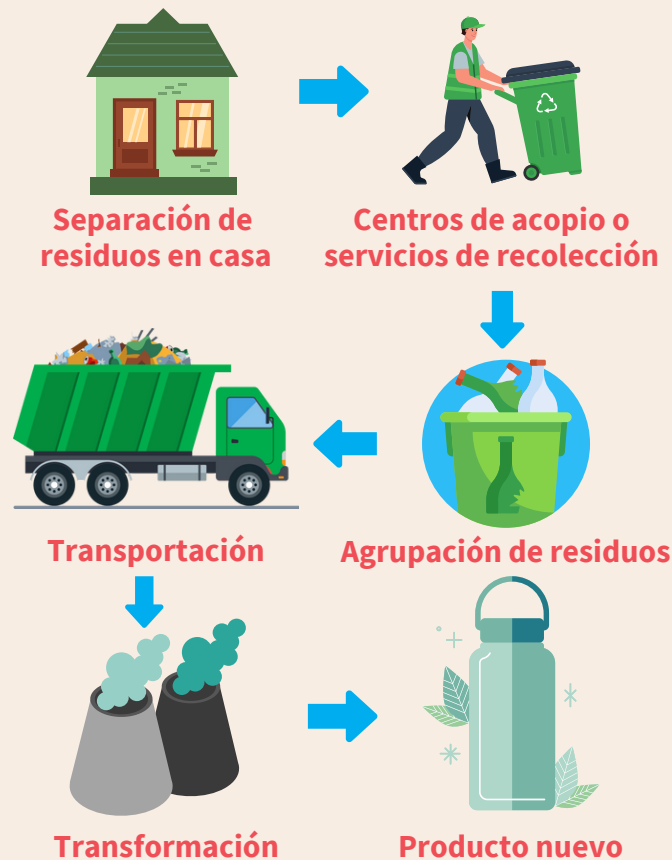 Separación de
residuos en casa
Centros de acopio o
servicios de recolección
Agrupación de residuos
Transportación
Transformación
Producto nuevo